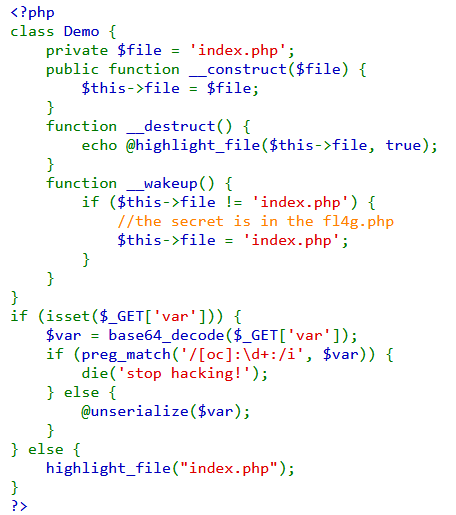 <?php
class Demo {
    private $file = 'index.php';
    public function __construct($file) {
        $this->file = $file;
    }
    function __destruct() {
        echo @highlight_file($this->file, true);
    }
    function __wakeup() {
        if ($this->file != 'index.php') {
            //the secret is in the fl4g.php
            $this->file = 'index.php';
        }
    }
}
if (isset($_GET['var'])) {
    $var = base64_decode($_GET['var']);
    if (preg_match('/[oc]:\d+:/i', $var)) {
        die('stop hacking!');
    } else {
        @unserialize($var);
    }
} else {
    highlight_file("index.php");
}
?>